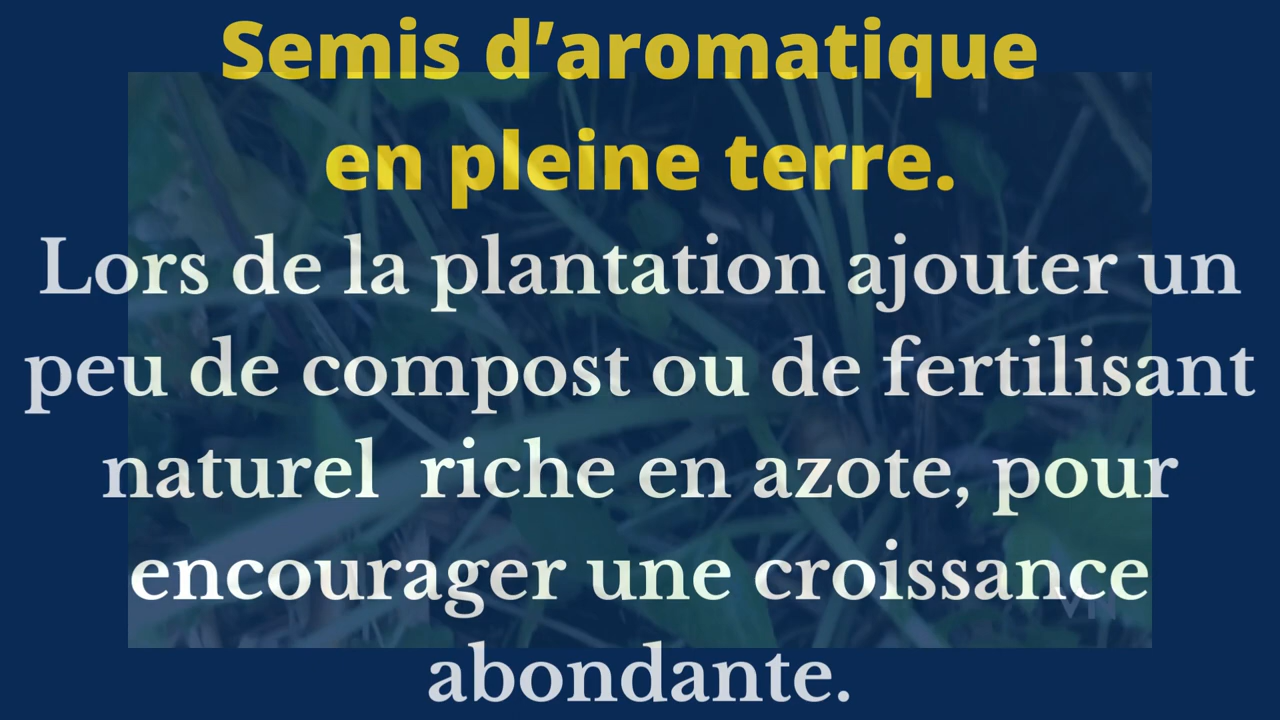 Semis d’aromatique
en pleine terre.
Lors de la plantation ajouter un
peu de compost ou de fertilisant
naturel  riche en azote, pour
encourager une croissance
abondante.
VN